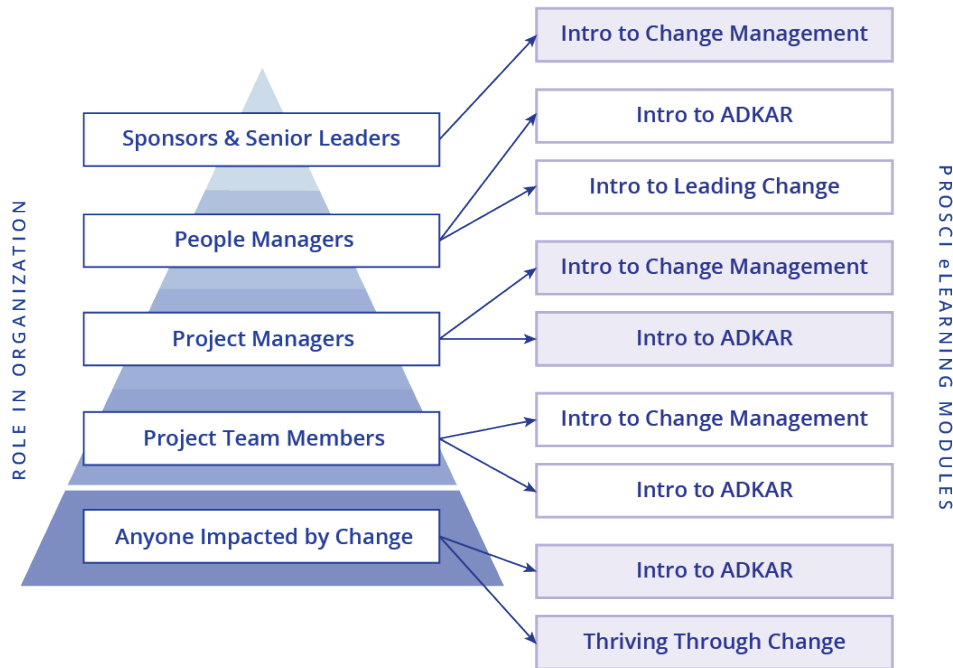 ROLE IN ORGANIZATION
Sponsors & Senior Leaders
People Managers
Project Managers
Project Team Members
Anyone Impacted by Change
Intro to Change Management
Intro to ADKAR
Intro to Leading Change
Intro to Change Management
Intro to ADKAR
Intro to Change Management
Intro to ADKAR
Intro to ADKAR
Thriving Through Change
PROSCI eLEARNING MODULES